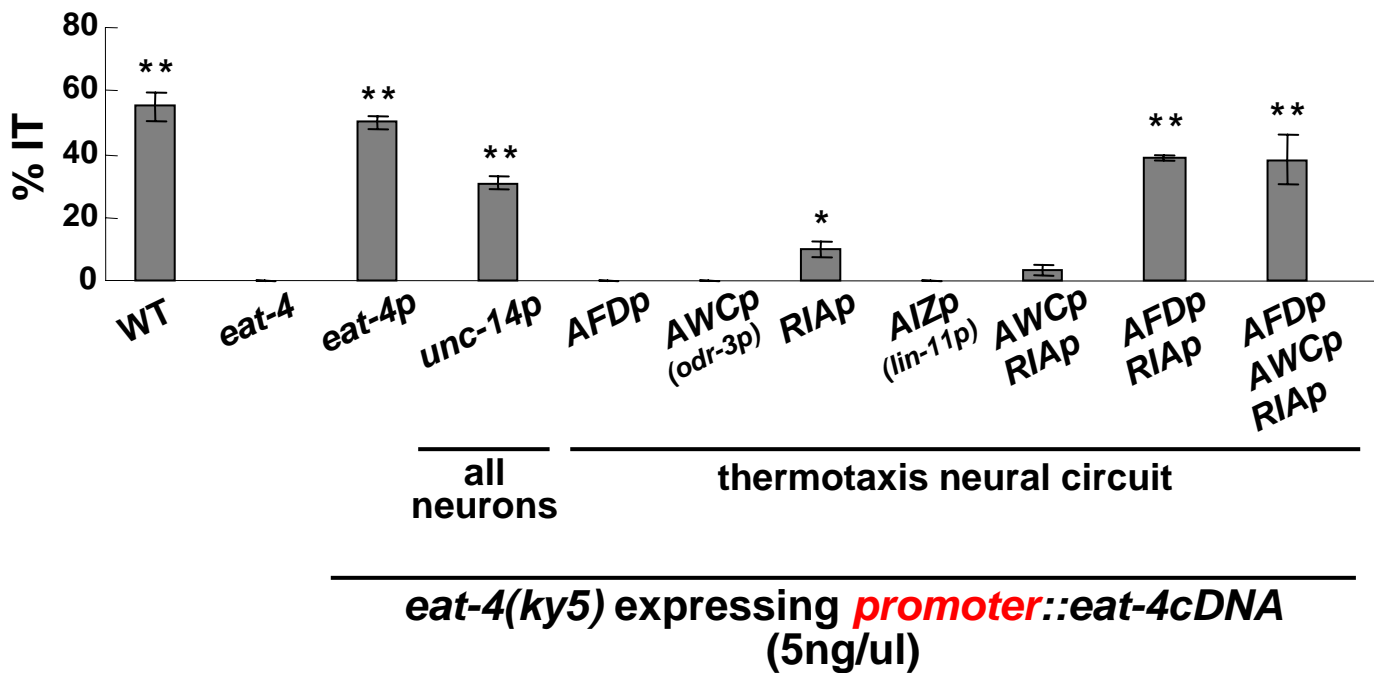 % IT
80
60
40
20
0
**
**
**
*
**
**
WT
eat-4
eat-4p
unc-14p
AFDp
AWCp
(odr-3p)
RIAp
AIZp
(lin-11p)
AWCp
RIAp
AFDp
RIAp
AFDp
AWCp
RIAp
all
neurons
thermotaxis neural circuit
eat-4(ky5) expressing promoter::eat-4cDNA
(5ng/ul)